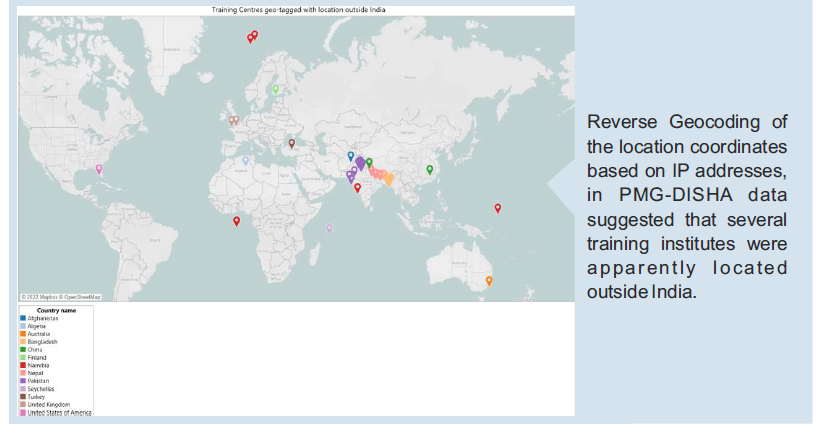 Training Centres geo-tagged with location outside India
© 2022 Mapbox © OpenStreetMap
Country name
Afghanistan
Algeria
Australia
Bangladesh
China
Finland
Namibia
Nepal
Pakistan
Seychelles
Turkey
United Kingdom
United States of America
Reverse Geocoding of
the location coordinates
based on IP addresses,
in PMG-DISHA data
suggested that several
training institutes were
apparently located
outside India.